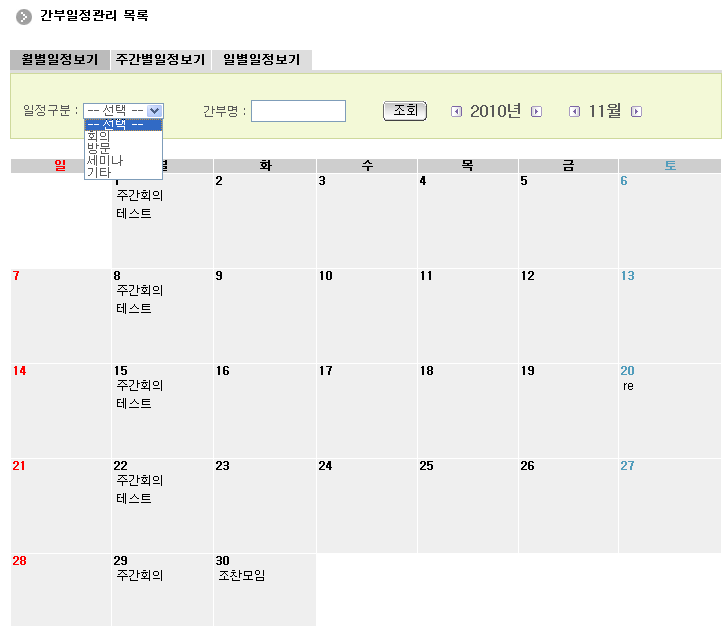 간부일정관리 목록
월별일정보기 주간별일정보기 일별일정보기
일정구분 : -- 선택 -- 간부명 : 조회 2010년 11월
-- 선택 --
회의
방문
세미나
기타
일 월 화 수 목 금 토
1 2 3 4 5 6
주간회의
테스트
7 8 9 10 11 12 13
주간회의
테스트
14 15 16 17 18 19 20
주간회의 re
테스트
21 22 23 24 25 26 27
주간회의
테스트
28 29 30
주간회의 조찬모임